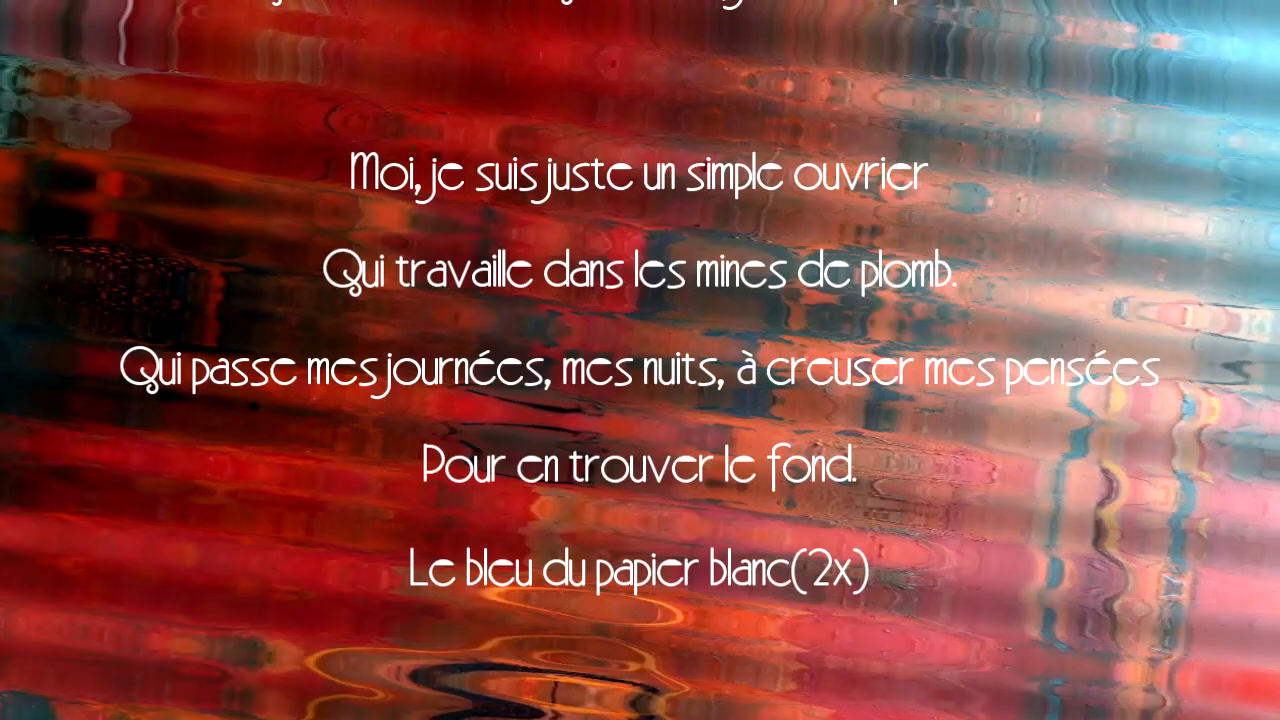 Moi, je suis juste un simple ouvrier
Qui travaille dans les mines de plomb.
Qui passe mes journées, mes nuits, à creuser mes pensées
Pour en trouver le fond.
Le bleu du papier blanc(2x)